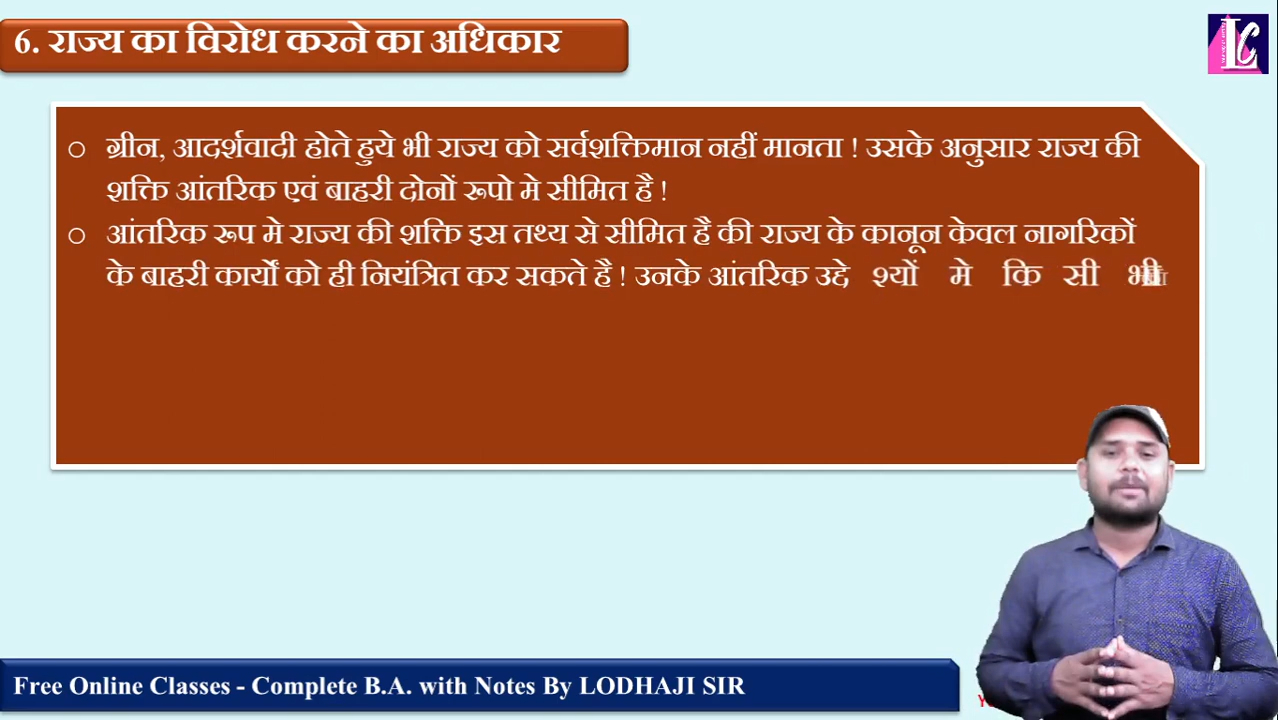 6. राज्य का विरोध करने का अधिकार
LC
ग्रीन, आदर्शवादी होते हुये भी राज्य को सर्वशक्तिमान नहीं मानता ! उसके अनुसार राज्य की
शक्ति आंतरिक एवं बाहरी दोनों रूपो मे सीमित है !
आंतरिक रूप मे राज्य की शक्ति इस तथ्य से सीमित है की राज्य के कानून केवल नागरिकों
के बाहरी कार्यों को ही नियंत्रित कर सकते है ! उनके आंतरिक उद्देश्यों मे किसी भी
Free Online Classes - Complete B.A. with Notes By LODHAJI SIR